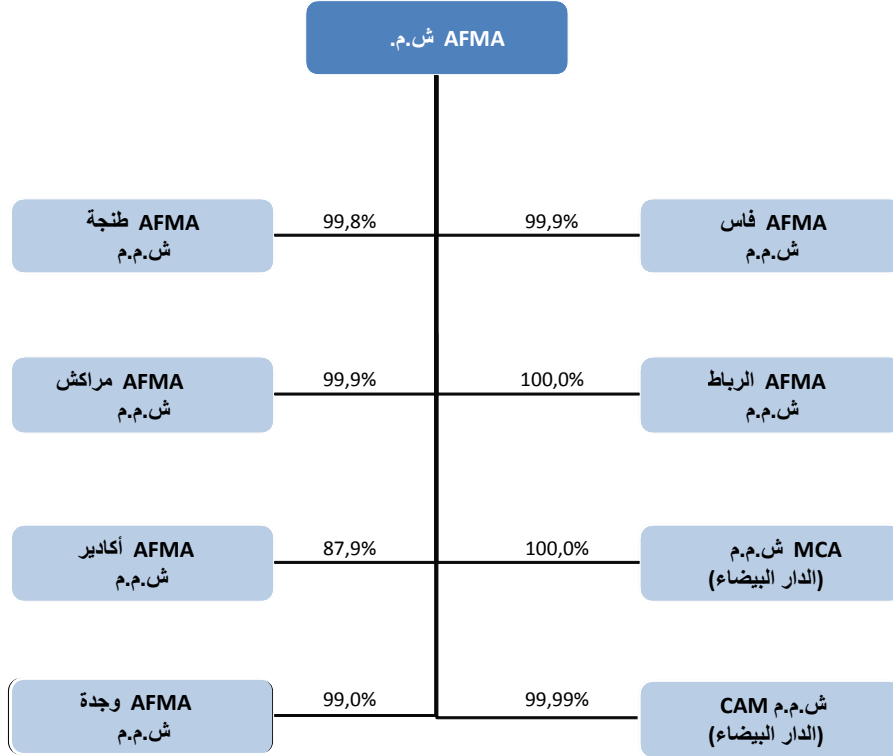 AFMA ش.م.
AFMA فاس
ش.م.م
99,9%
99,8%
AFMA طنجة
ش.م.م
AFMA الرباط
ش.م.م
100,0%
99,9%
AFMA مراكش
ش.م.م
MCA ش.م.م
(الدار البيضاء)
100,0%
87,9%
AFMA أكادير
ش.م.م
ش.م.م CAM
(الدار البيضاء)
99,99%
99,0%
AFMA وجدة
ش.م.م